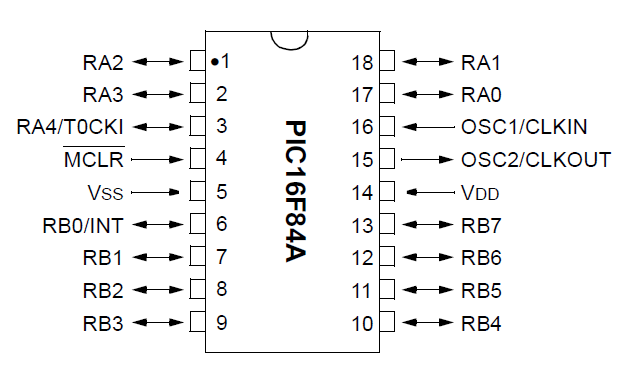 RA2 •1 18 RA1
RA3 2 17 RA0
RA4/T0CKI 3 16 OSC1/CLKIN
MCLR 4 15 OSC2/CLKOUT
VSS 5 14 VDD
RB0/INT 6 13 RB7
RB1 7 12 RB6
RB2 8 11 RB5
RB3 9 10 RB4
PIC16F84A